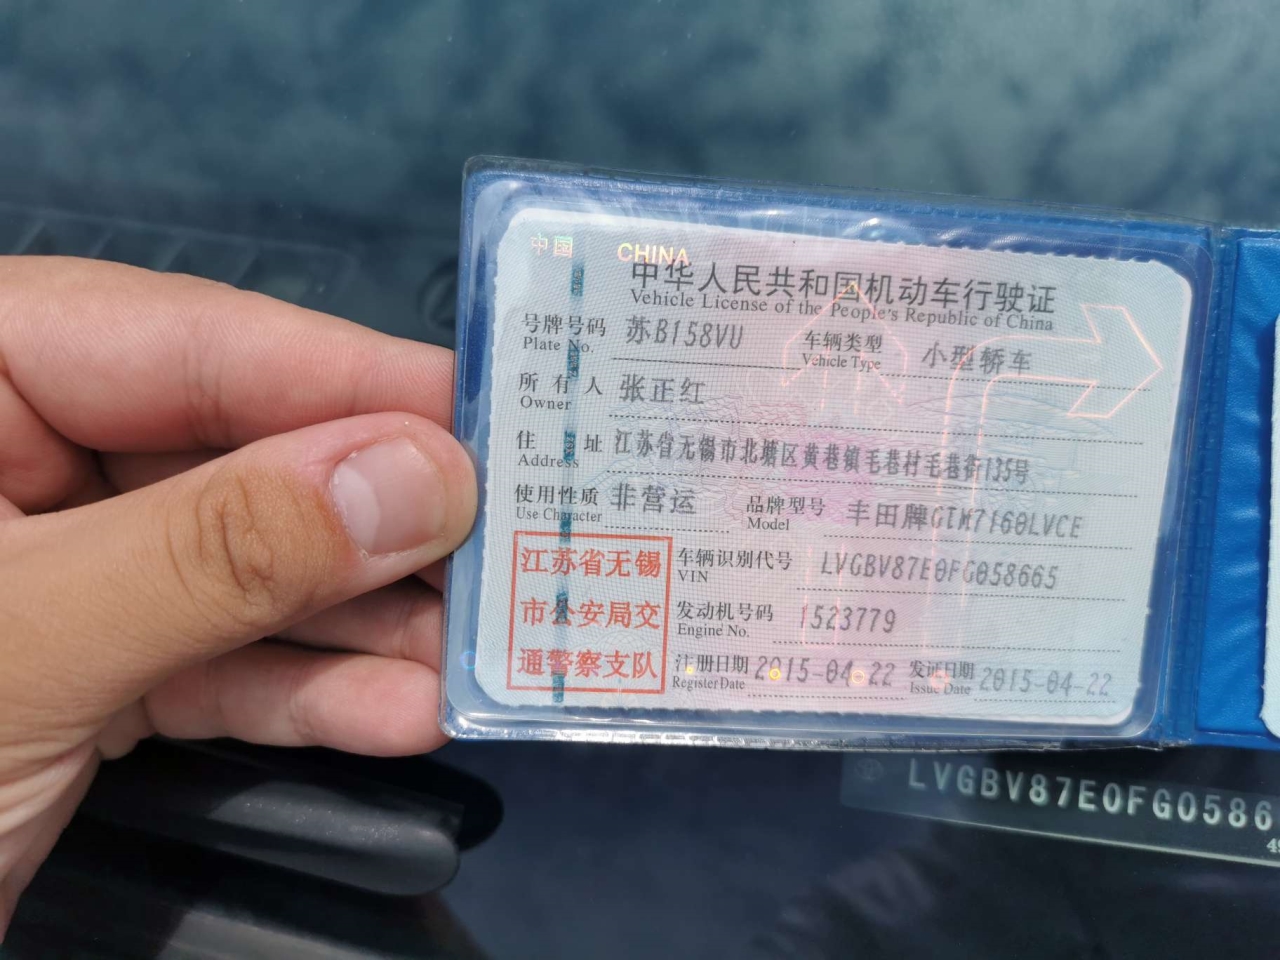 中国 CHINA
中华人民共和国机动车行驶证
Vehicle License of the People's Republic of China
号牌号码 苏B158VU 车辆类型 小型轿车
Plate No. Vehicle Type
所有人 张正红
Owner
住址 江苏省无锡市北塘区黄巷镇毛巷村毛巷街135号
Address
使用性质 非营运 品牌型号 丰田牌GTM7160LVCE
Use Character Model
江苏省无锡
市公安局交
通警察支队
车辆识别代号 LVGBV87E0FG058665
VIN
发动机号码 1523779
Engine No.
注册日期 2015-04-22 发证日期 2015-04-22
Register Date Issue Date
LVGBV87E0FG0586